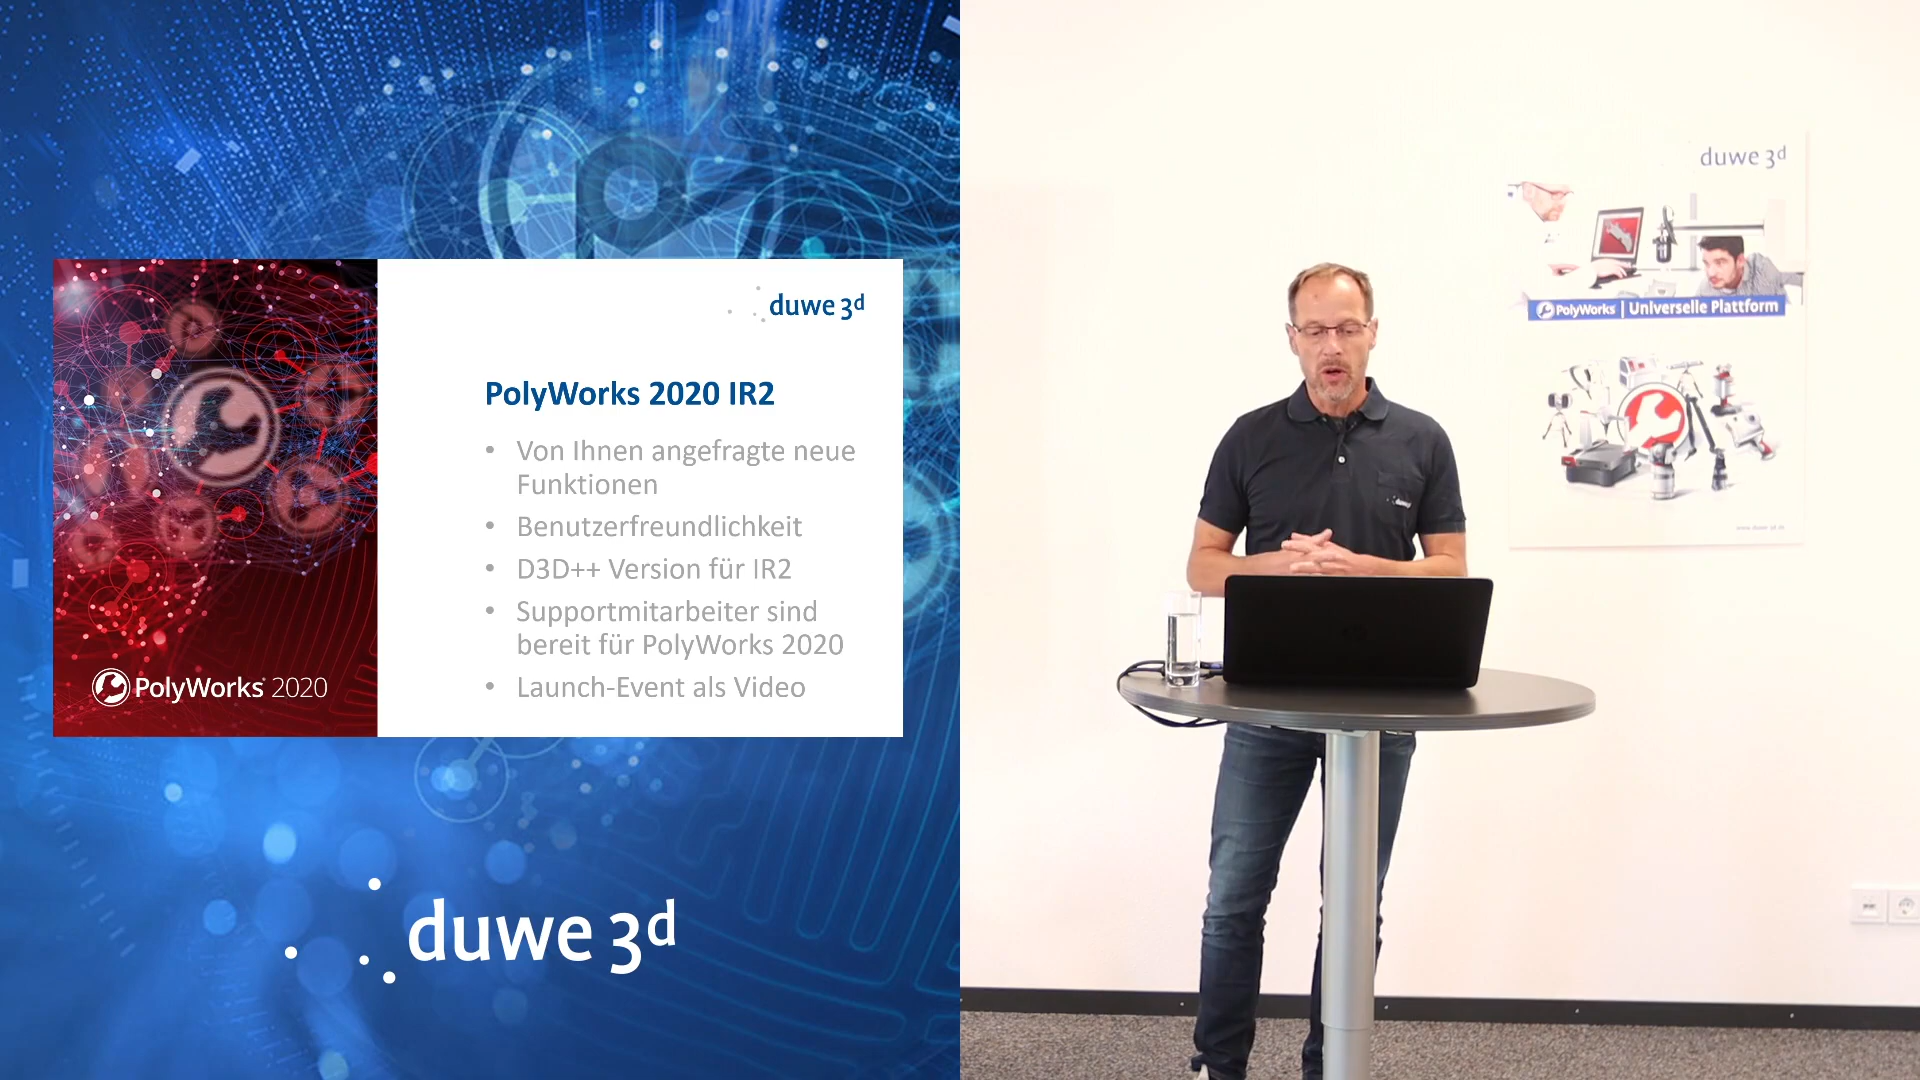 duwe 3d
PolyWorks 2020 IR2
• Von Ihnen angefragte neue
Funktionen
• Benutzerfreundlichkeit
• D3D++ Version für IR2
• Supportmitarbeiter sind
bereit für PolyWorks 2020
• Launch-Event als Video
PolyWorks 2020
duwe 3d
duwe 3d
PolyWorks | Universelle Plattform